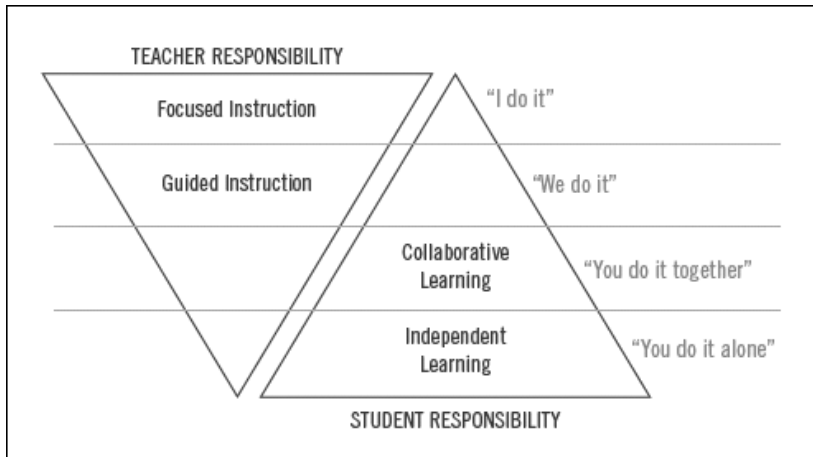 TEACHER RESPONSIBILITY
Focused Instruction
“I do it”
Guided Instruction
“We do it”
Collaborative
Learning
“You do it together”
Independent
Learning
“You do it alone”
STUDENT RESPONSIBILITY